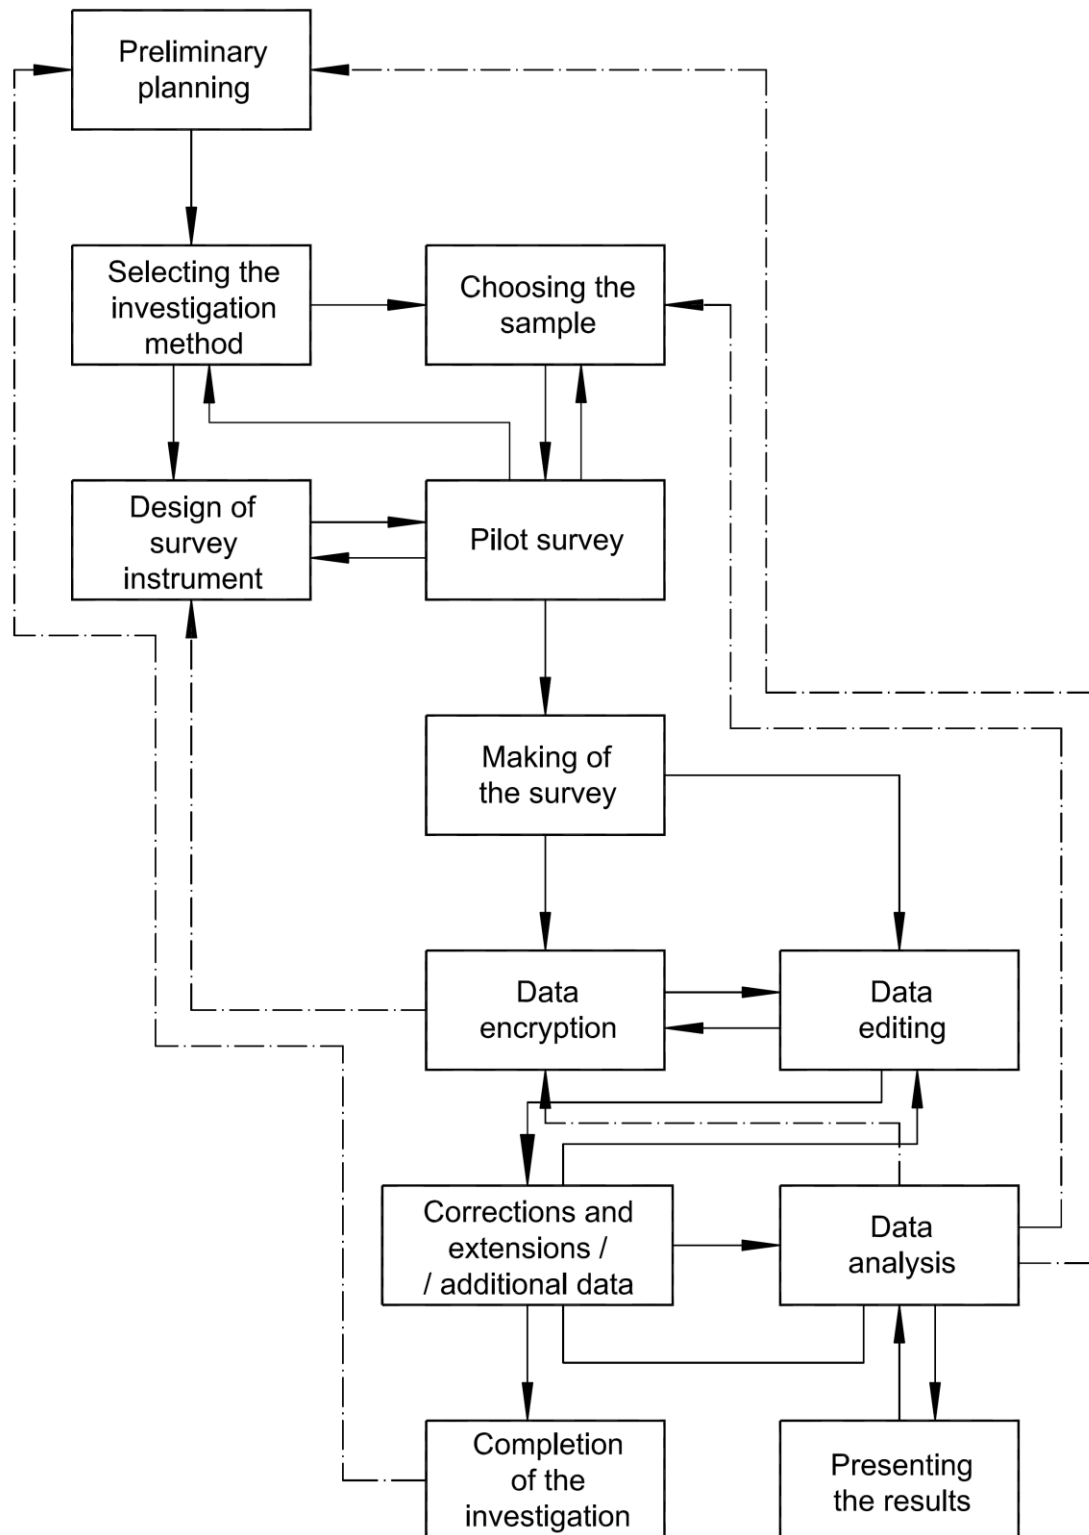 Preliminary
planning
Selecting the
investigation
method
Choosing the
sample
Design of
survey
instrument
Pilot survey
Making of
the survey
Data
encryption
Data
editing
Corrections and
extensions /
/ additional data
Data
analysis
Completion
of the
investigation
Presenting
the results